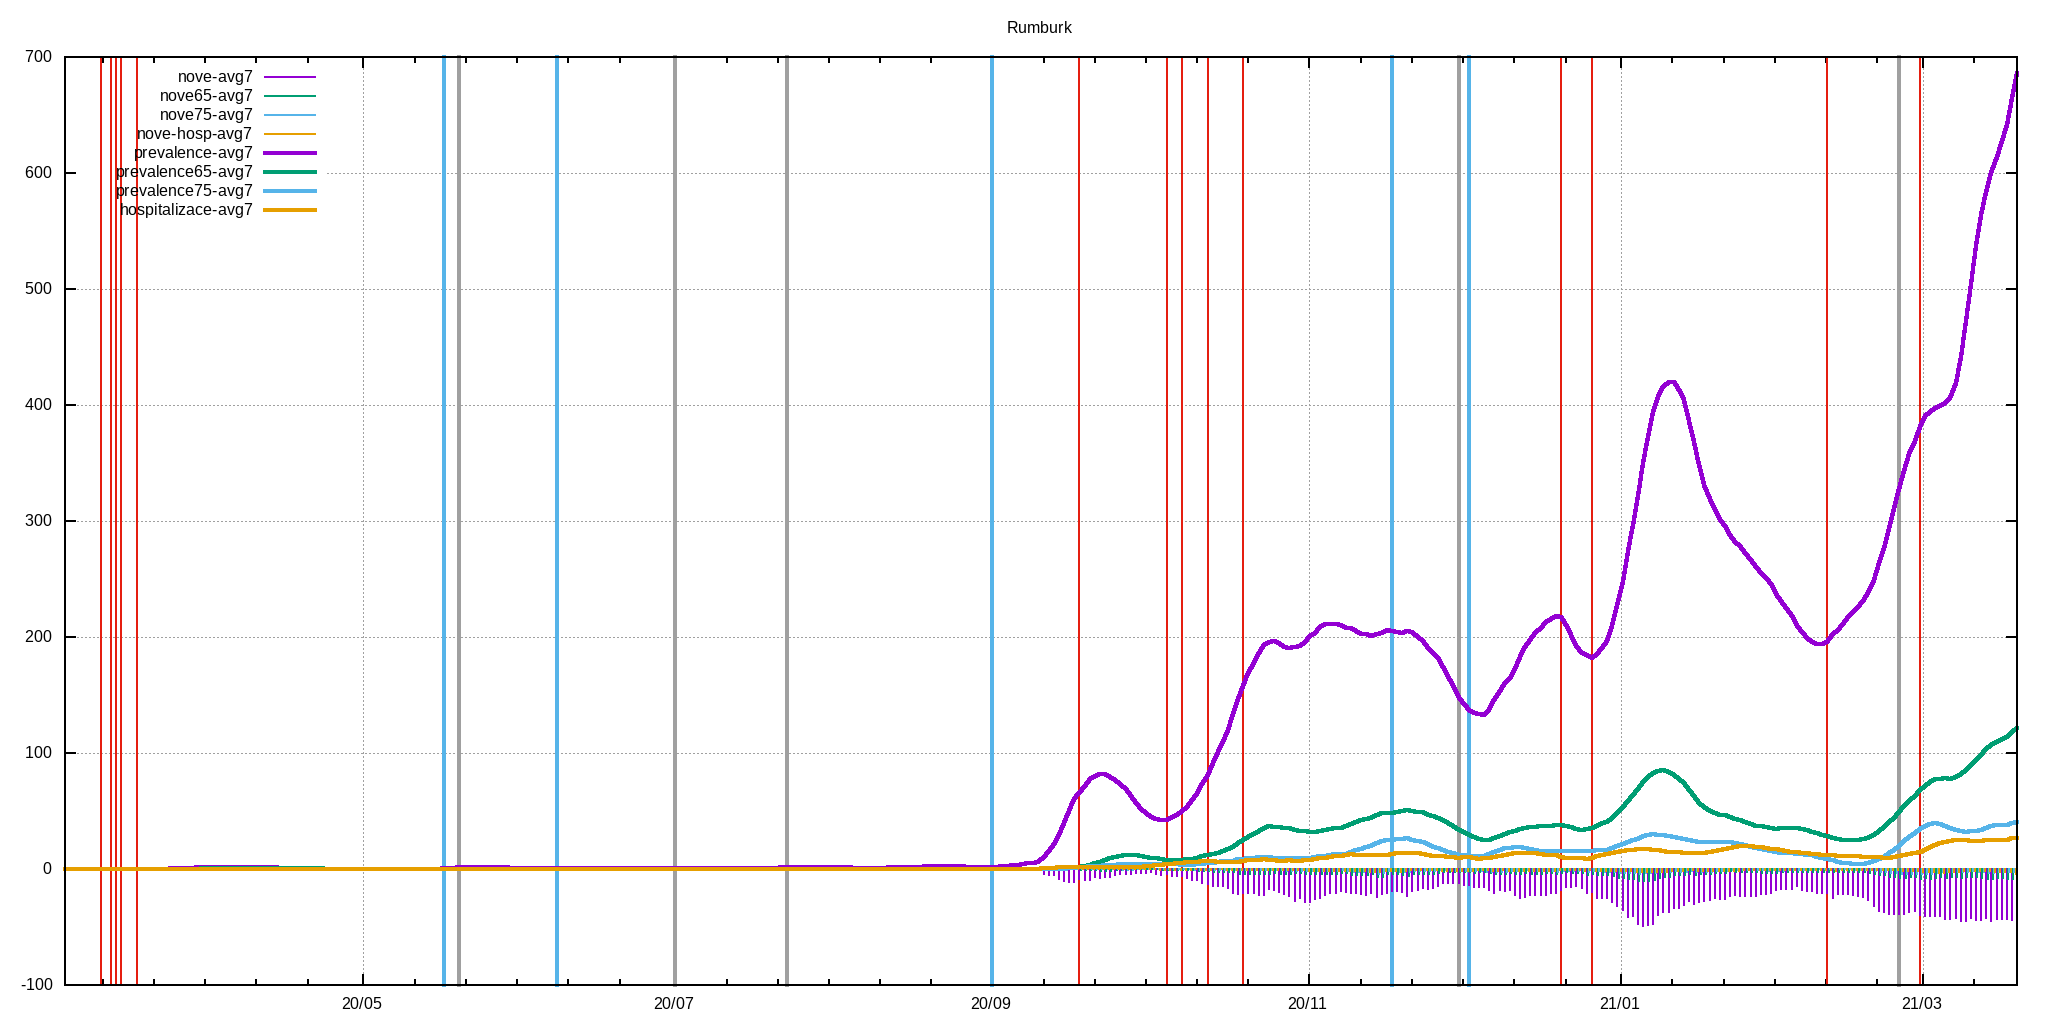 Rumburk
700
600
500
400
300
200
100
0
-100
nove-avg7
nove65-avg7
nove75-avg7
nove-hosp-avg7
prevalence-avg7
prevalence65-avg7
prevalence75-avg7
hospitalizace-avg7
20/05
20/07
20/09
20/11
21/01
21/03